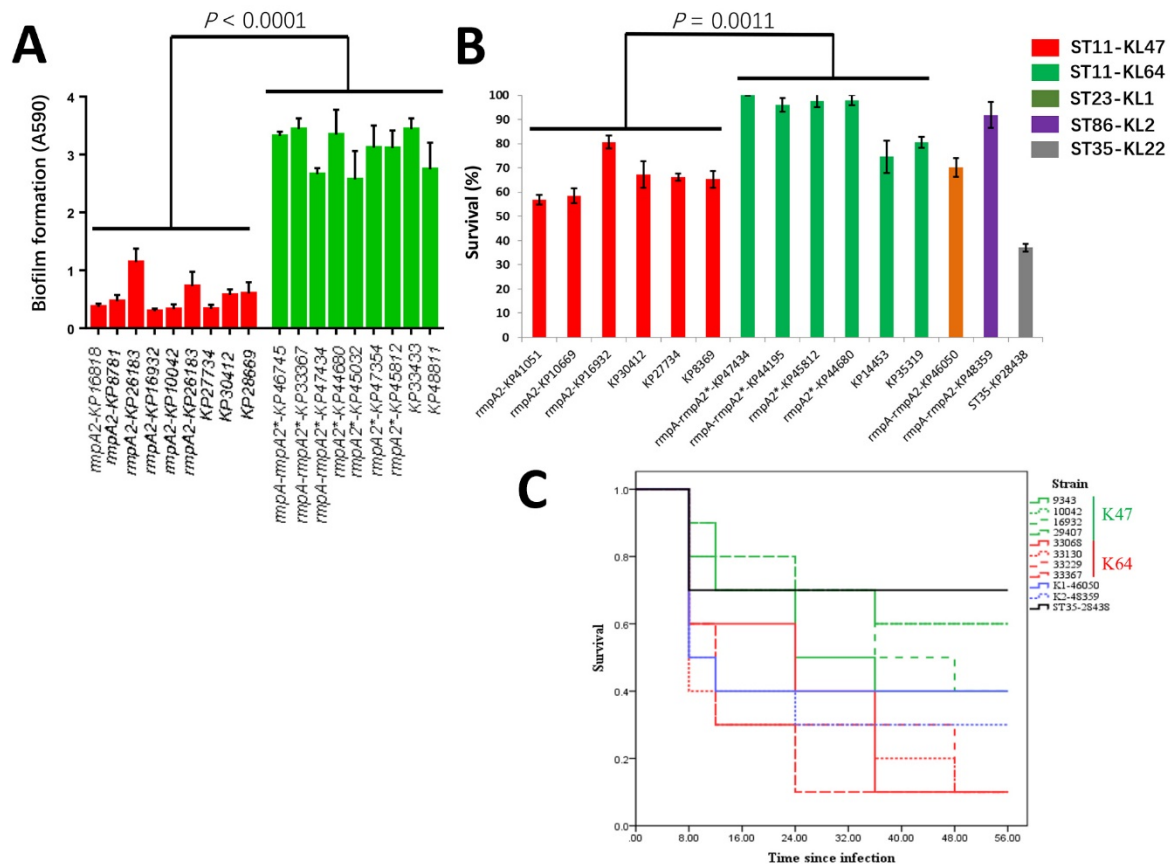 A
P < 0.0001
Biofilm formation (A590)
4
3
2
1
0
rmpA2-KP16818
rmpA2-KP8781
rmpA2-KP26183
rmpA2-KP16932
rmpA2-KP10042
rmpA2-KP26183
KP27734
KP30412
KP28689
rmpA-rmpA2*-KP46745
rmpA-rmpA2*-KP33367
rmpA-rmpA2*-KP47434
rmpA2*-KP44680
rmpA2*-KP45032
rmpA2*-KP47354
rmpA2*-KP45812
KP33433
KP48811
B
P = 0.0011
Survival (%)
100
90
80
70
60
50
40
30
20
10
0
rmpA2-KP41051
rmpA2-KP10669
rmpA2-KP16932
KP30412
KP27734
KP8369
rmpA-rmpA2*-KP47434
rmpA-rmpA2*-KP44195
rmpA2*-KP45812
rmpA2*-KP44680
KP14453
KP35319
rmpA-rmpA2-KP46050
rmpA-rmpA2-KP48359
ST35-KP28438
ST11-KL47
ST11-KL64
ST23-KL1
ST86-KL2
ST35-KL22
C
Survival
1.0
0.8
0.6
0.4
0.2
0.0
.00
8.00
16.00
24.00
32.00
40.00
48.00
56.00
Time since infection
Strain
9343
10042
16932
29407
33068
33130
33229
33367
K1-46050
K2-48359
ST35-28438
K47
K64